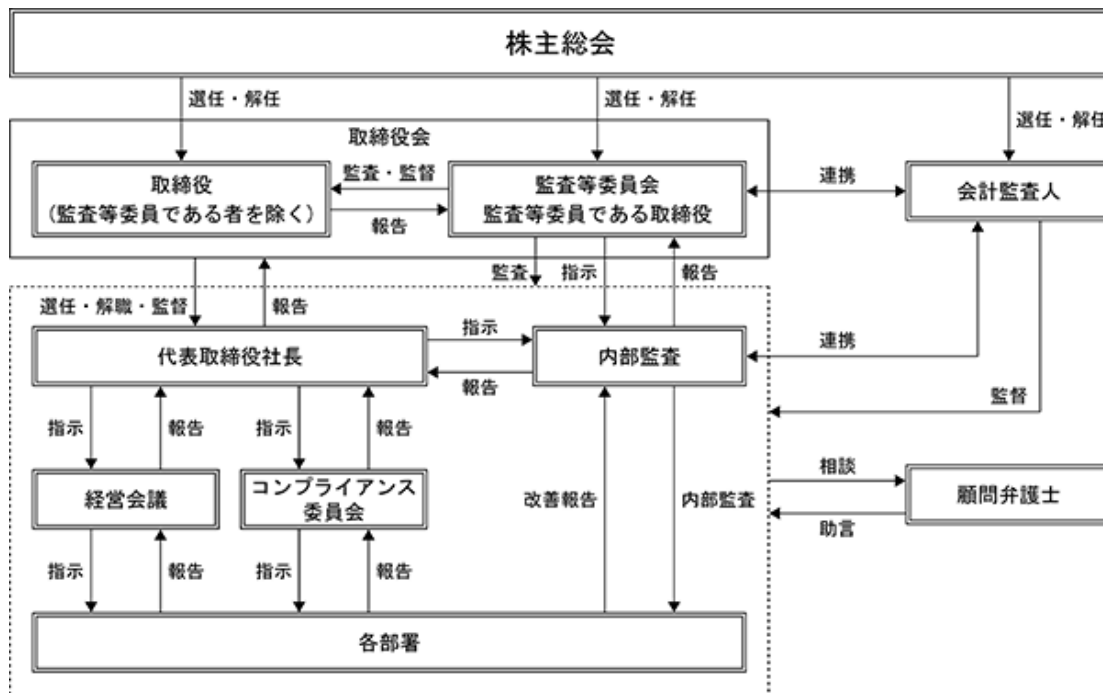 株主総会
選任・解任
選任・解任
選任・解任
取締役会
取締役
（監査等委員である者を除く）
監査・監督
報告
監査等委員会
監査等委員である取締役
連携
会計監査人
選任・解職・監督
報告
監査
指示
報告
代表取締役社長
指示
報告
内部監査
連携
監督
指示
報告
指示
報告
経営会議
コンプライアンス
委員会
改善報告
内部監査
相談
助言
顧問弁護士
指示
報告
指示
報告
各部署